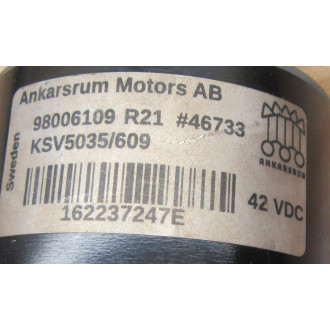 Ankarsrum Motors AB
98006109 R21 #46733
KSV5035/609
Sweden
ANKARSRUM
162237247E
42 VDC